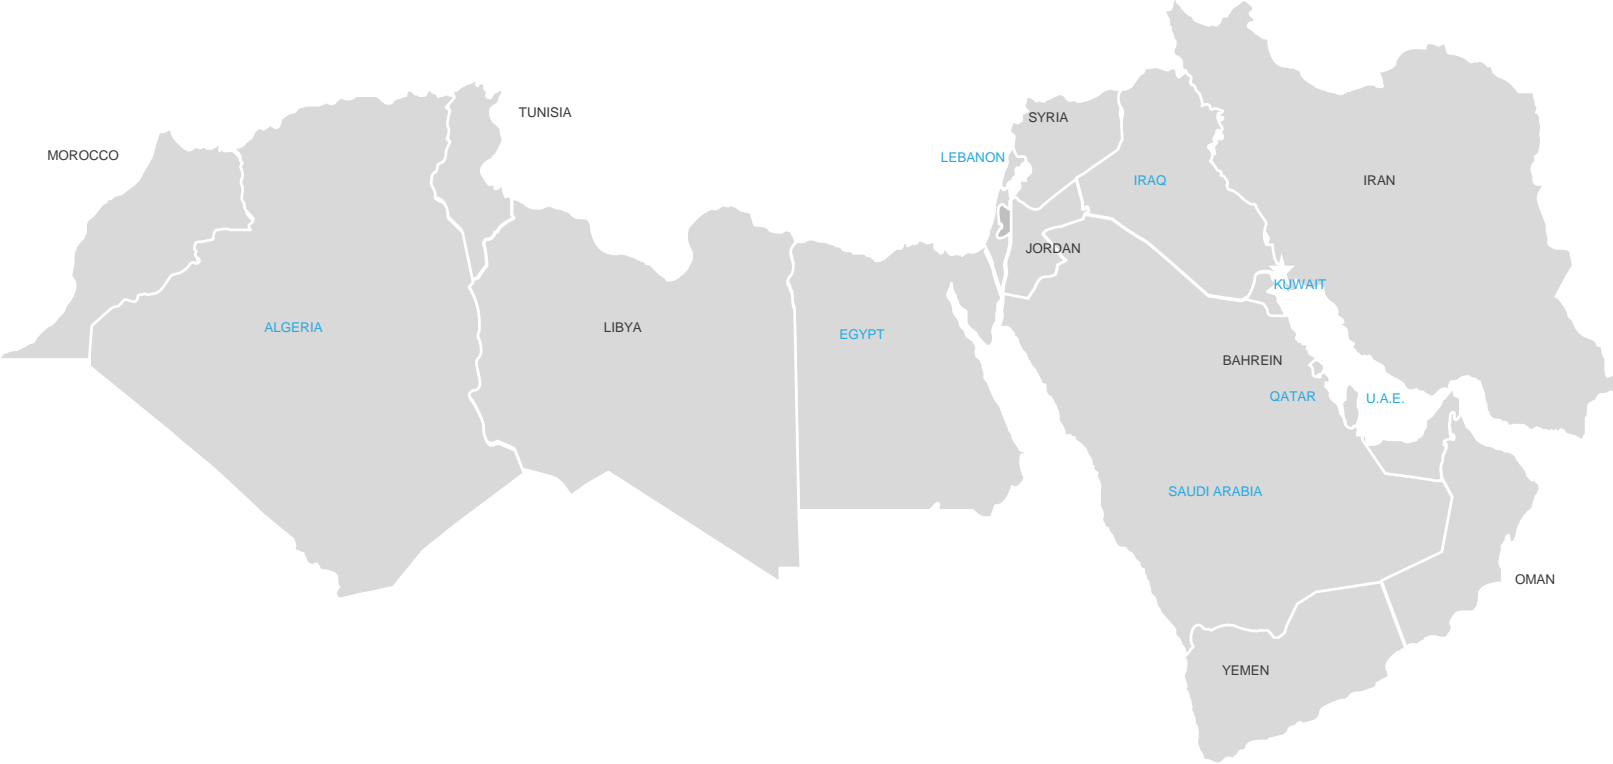 TUNISIA
SYRIA
MOROCCO
LEBANON
IRAQ
IRAN
JORDAN
KUWAIT
ALGERIA
LIBYA
EGYPT
BAHREIN
QATAR
U.A.E.
SAUDI ARABIA
OMAN
YEMEN